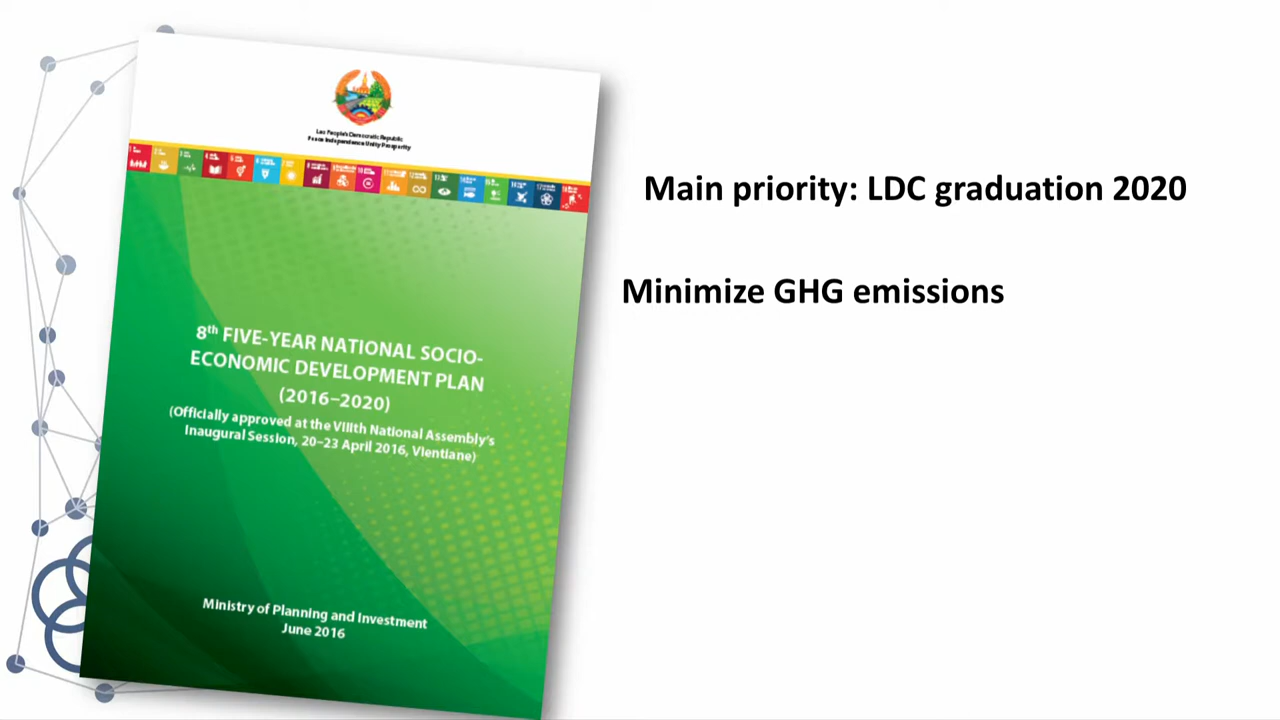 Lao People's Democratic Republic
Peace Independence Unity Prosperity
8th FIVE-YEAR NATIONAL SOCIO-
ECONOMIC DEVELOPMENT PLAN
(2016–2020)
(Officially approved at the VIIIth National Assembly's
Inaugural Session, 20–23 April 2016, Vientiane)
Ministry of Planning and Investment
June 2016
Main priority: LDC graduation 2020
Minimize GHG emissions